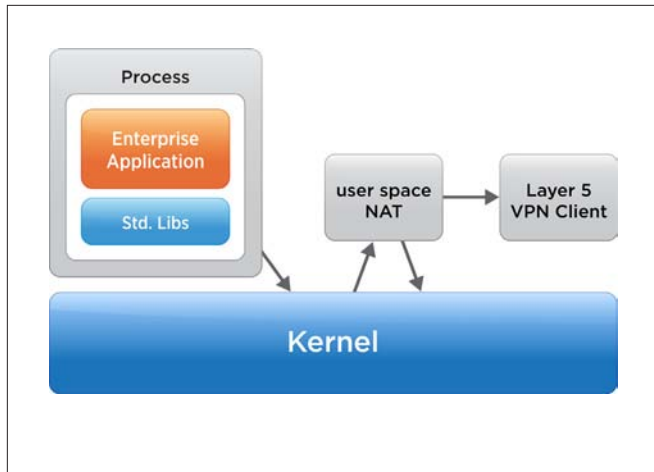 Process
Enterprise
Application
Std. Libs
user space
NAT
Layer 5
VPN Client
Kernel